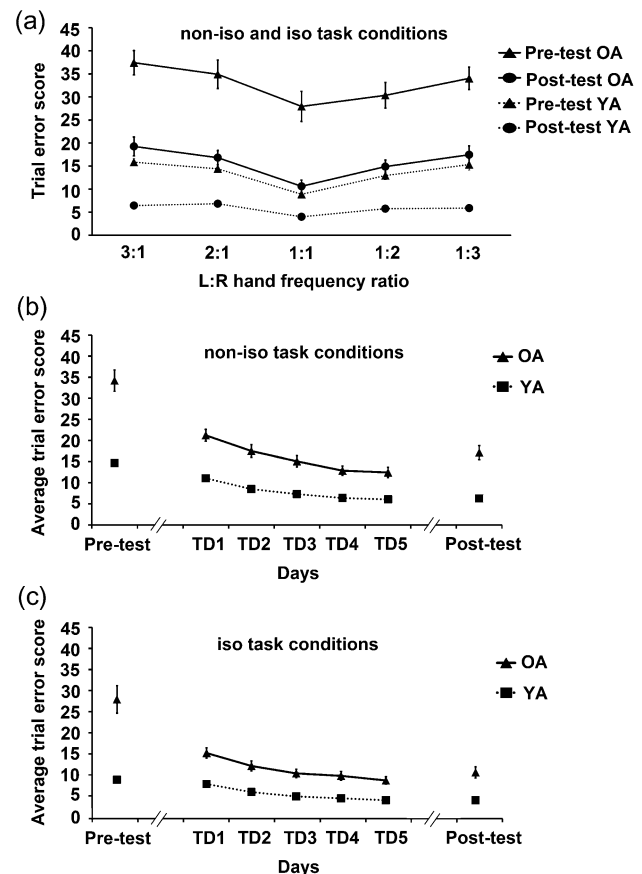 (a)
non-iso and iso task conditions
Trial error score
45
40
35
30
25
20
15
10
5
0
3:1 2:1 1:1 1:2 1:3
L:R hand frequency ratio
Pre-test OA
Post-test OA
Pre-test YA
Post-test YA
(b)
non-iso task conditions
Average trial error score
45
40
35
30
25
20
15
10
5
0
Pre-test TD1 TD2 TD3 TD4 TD5 Post-test
Days
OA
YA
(c)
iso task conditions
Average trial error score
45
40
35
30
25
20
15
10
5
0
Pre-test TD1 TD2 TD3 TD4 TD5 Post-test
Days
OA
YA